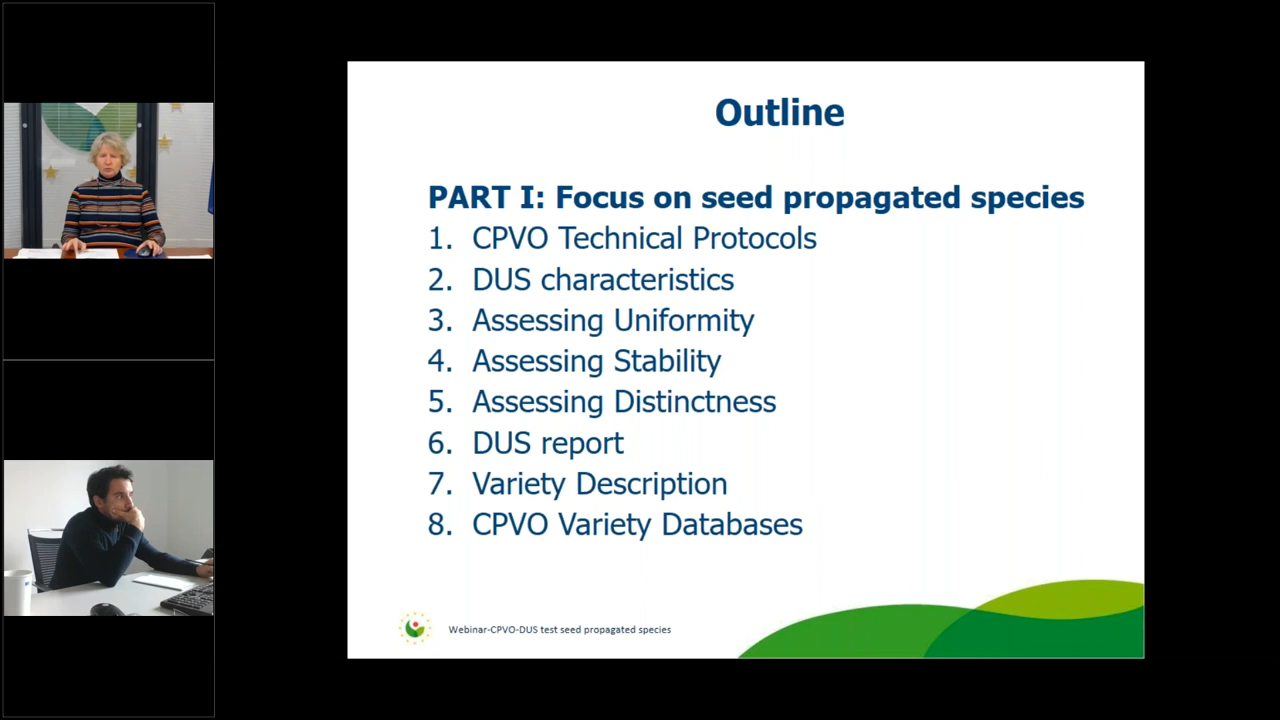 Outline
PART I: Focus on seed propagated species
1. CPVO Technical Protocols
2. DUS characteristics
3. Assessing Uniformity
4. Assessing Stability
5. Assessing Distinctness
6. DUS report
7. Variety Description
8. CPVO Variety Databases
Webinar-CPVO-DUS test seed propagated species